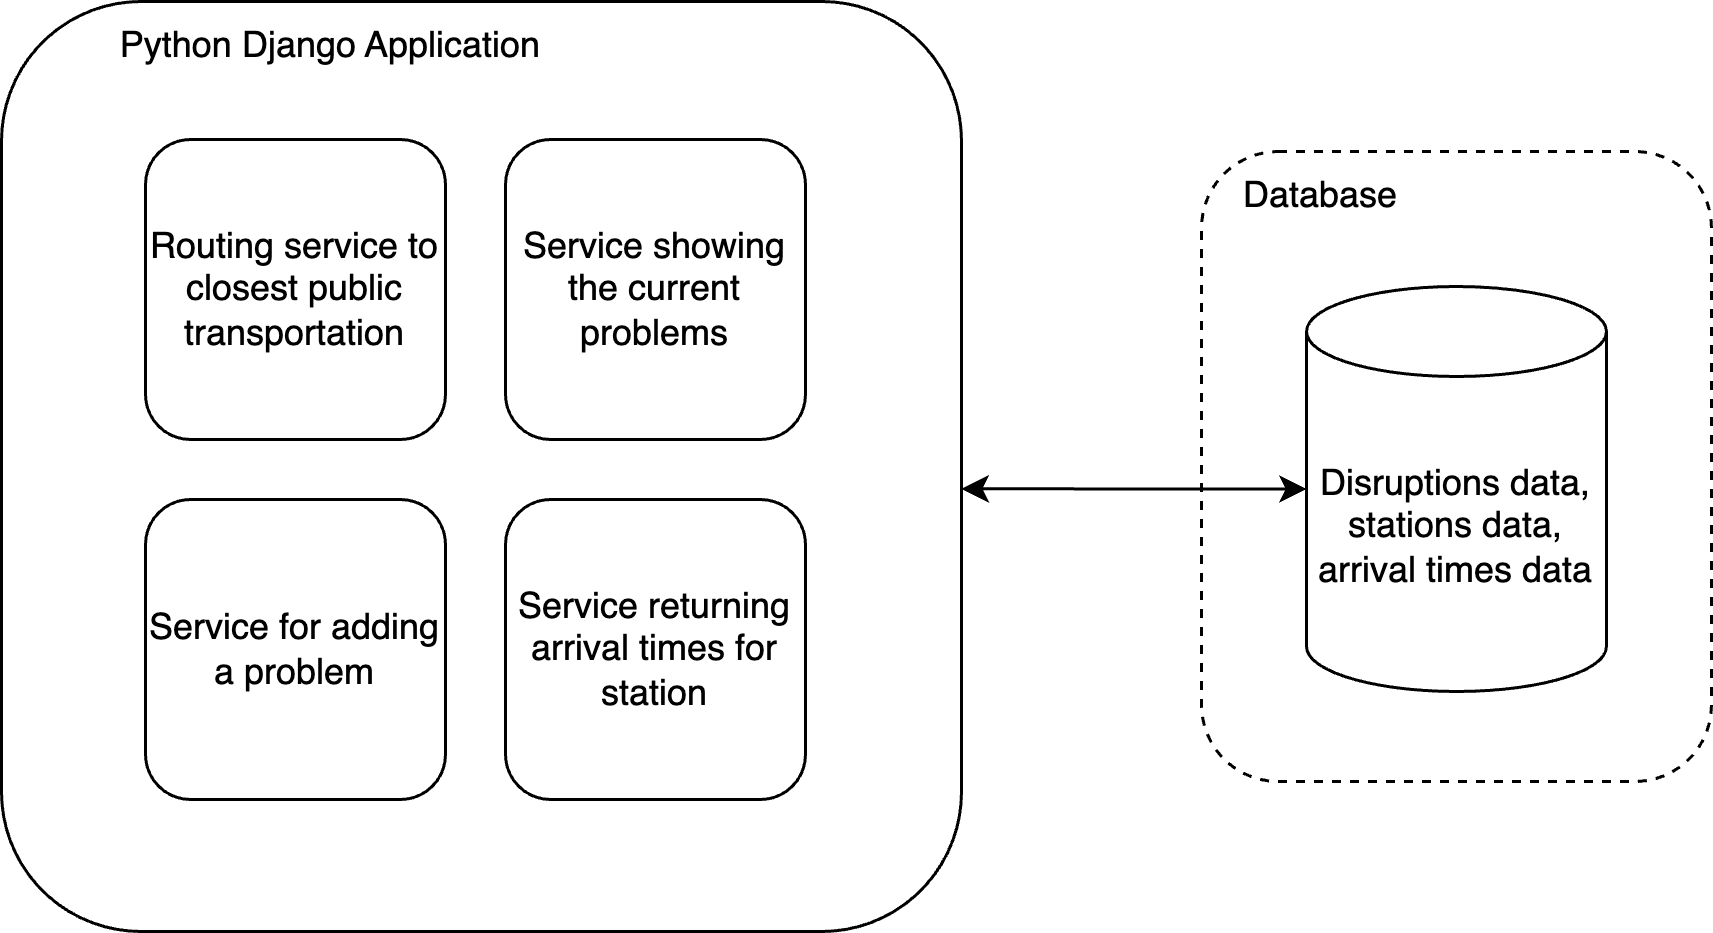 Python Django Application
Routing service to
closest public
transportation
Service showing
the current
problems
Service for adding
a problem
Service returning
arrival times for
station
Database
Disruptions data,
stations data,
arrival times data